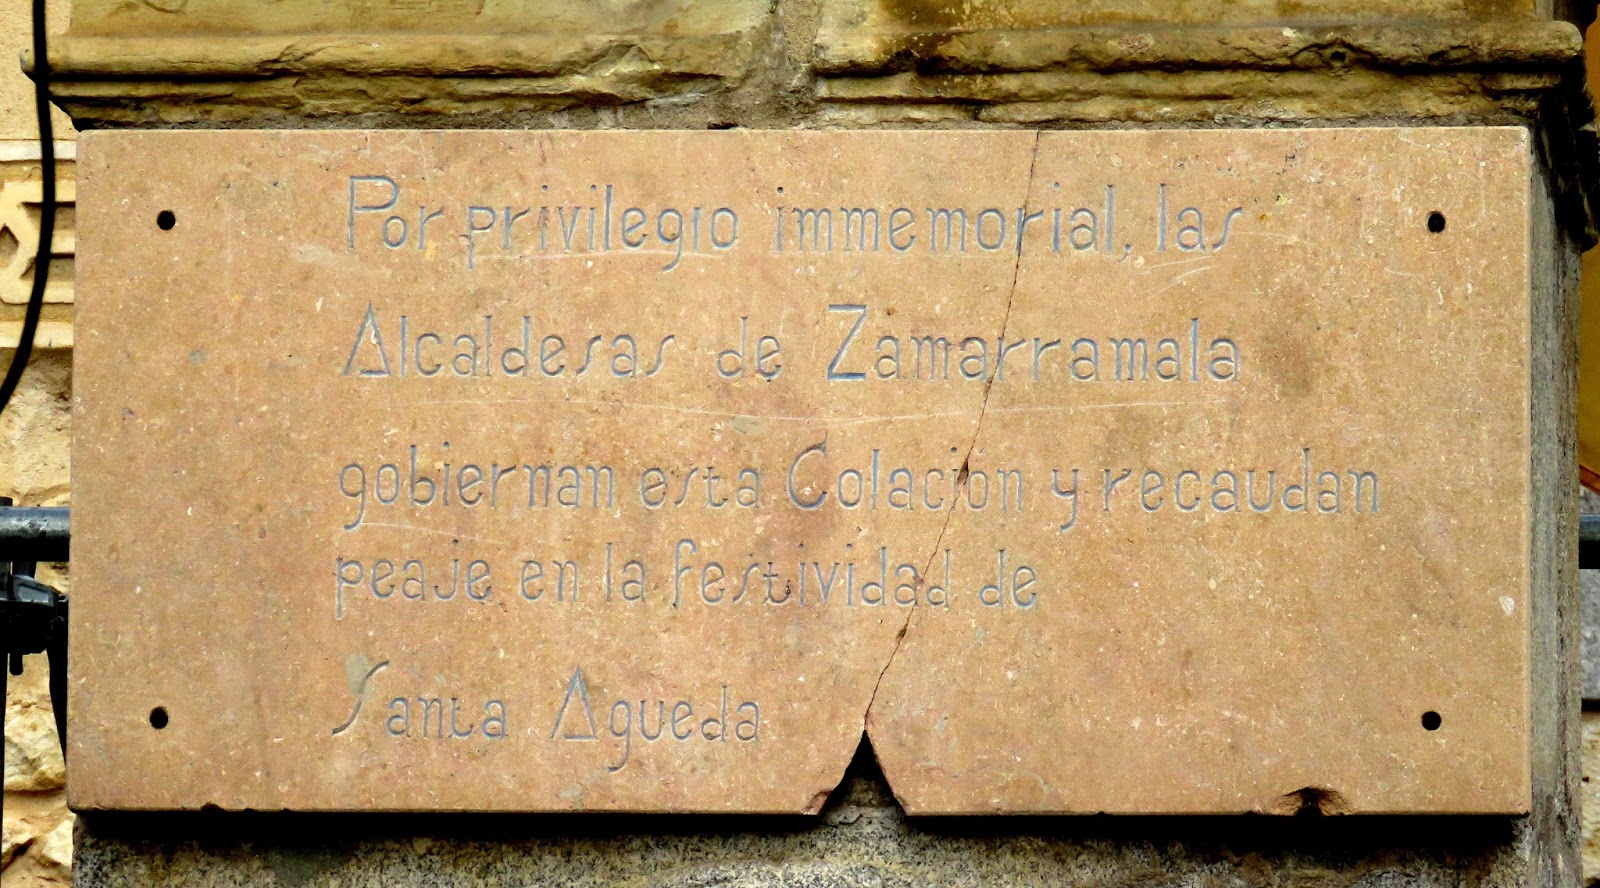 Por privilegio immemorial, las
Alcaldesas de Zamarramala
gobiernan esta Colación y recaudan
peaje en la festividad de
Santa Agueda